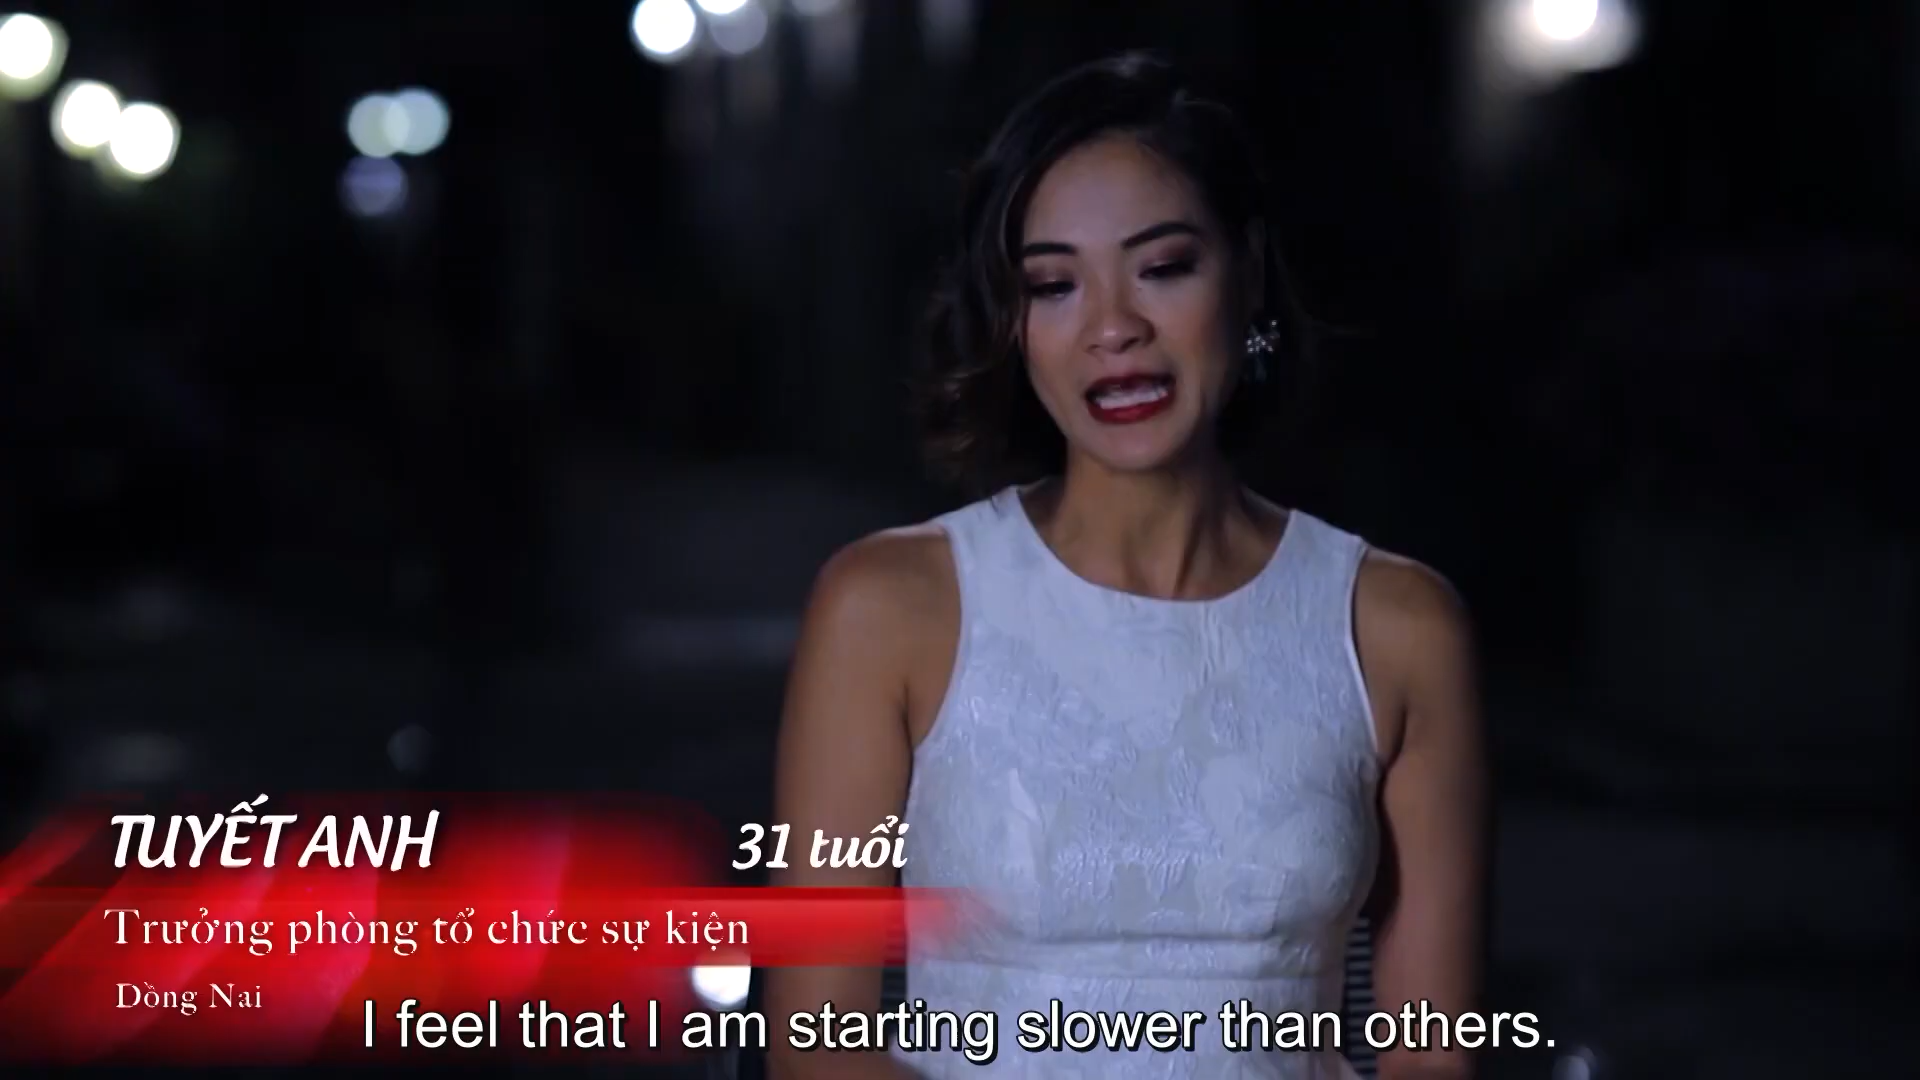 TUYẾT ANH
31 tuổi
Trưởng phòng tổ chức sự kiện
Đồng Nai
I feel that I am starting slower than others.